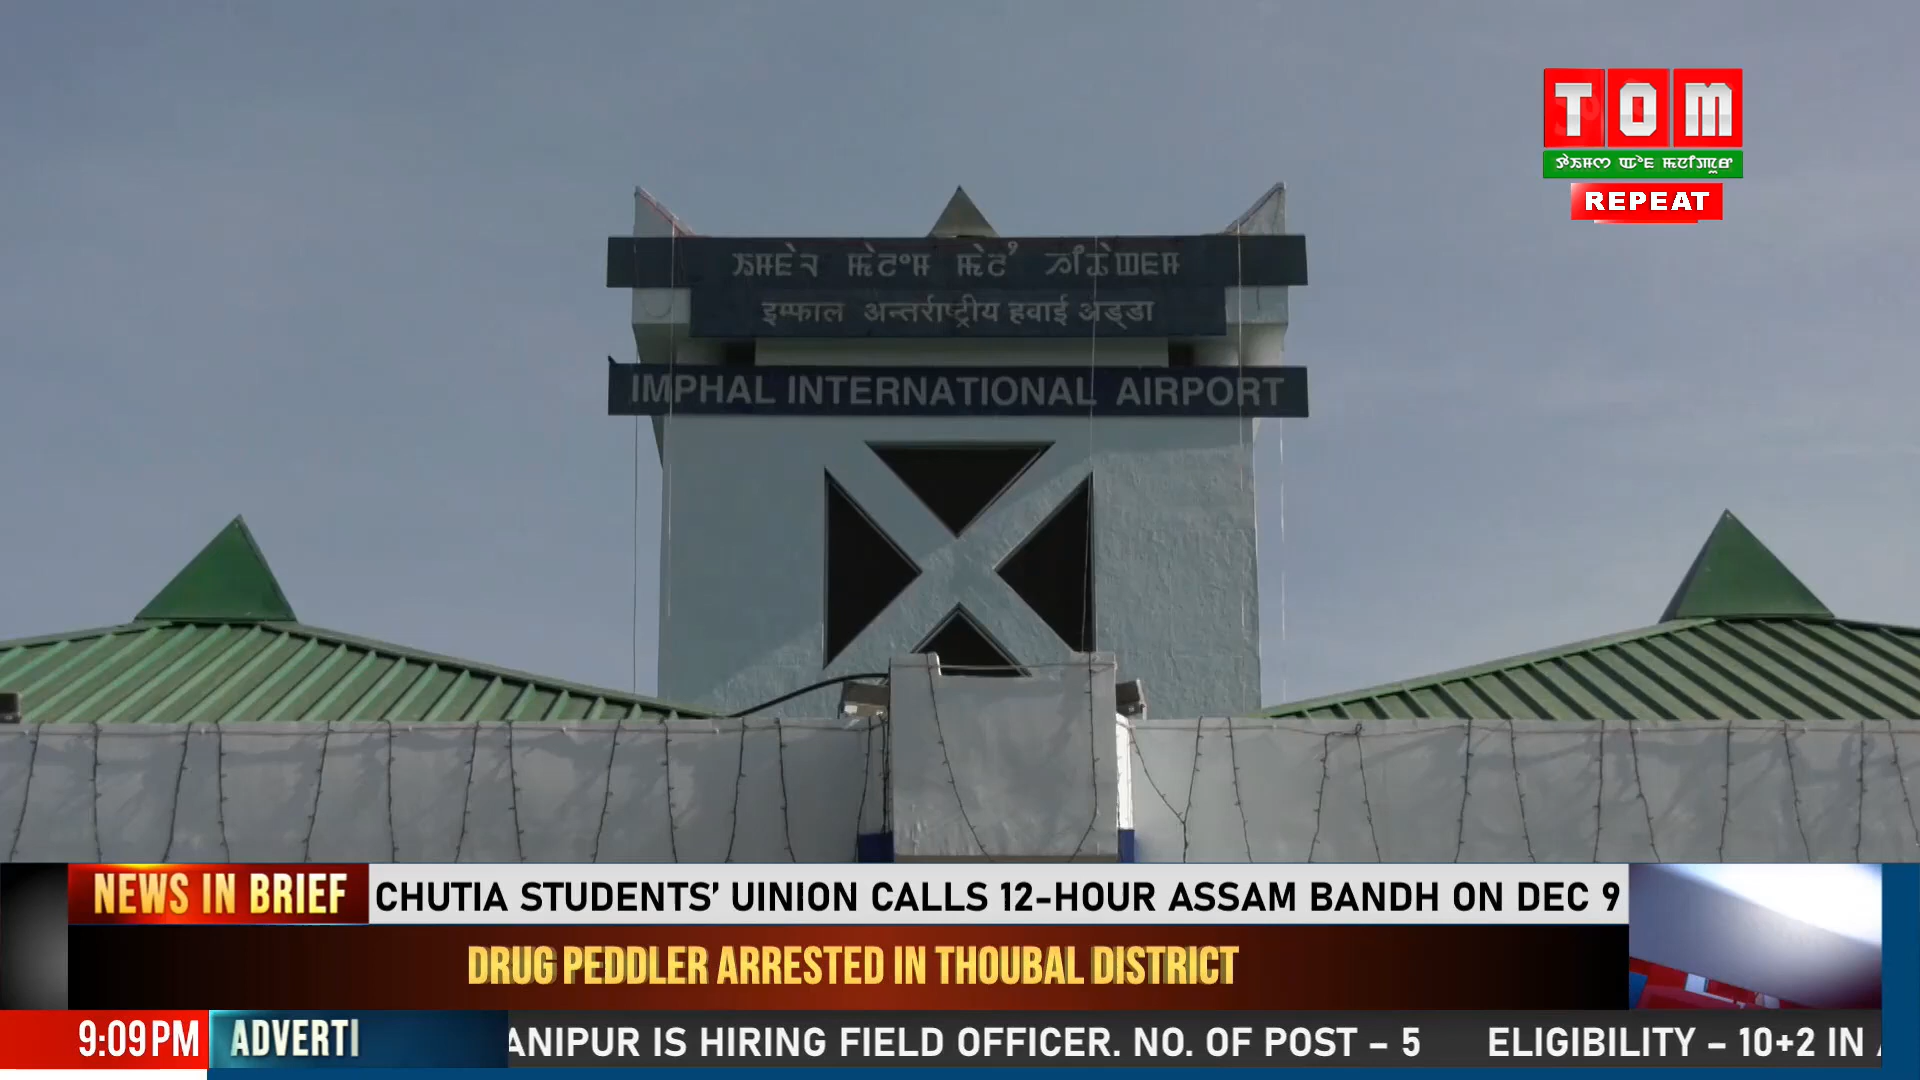 TOM
REPEAT
इम्फाल अन्तर्राष्ट्रीय हवाई अड्डा
IMPHAL INTERNATIONAL AIRPORT
NEWS IN BRIEF
CHUTIA STUDENTS’ UINION CALLS 12-HOUR ASSAM BANDH ON DEC 9
DRUG PEDDLER ARRESTED IN THOUBAL DISTRICT
9:09PM
ADVERTI
ANIPUR IS HIRING FIELD OFFICER. NO. OF POST – 5 ELIGIBILITY – 10+2 IN